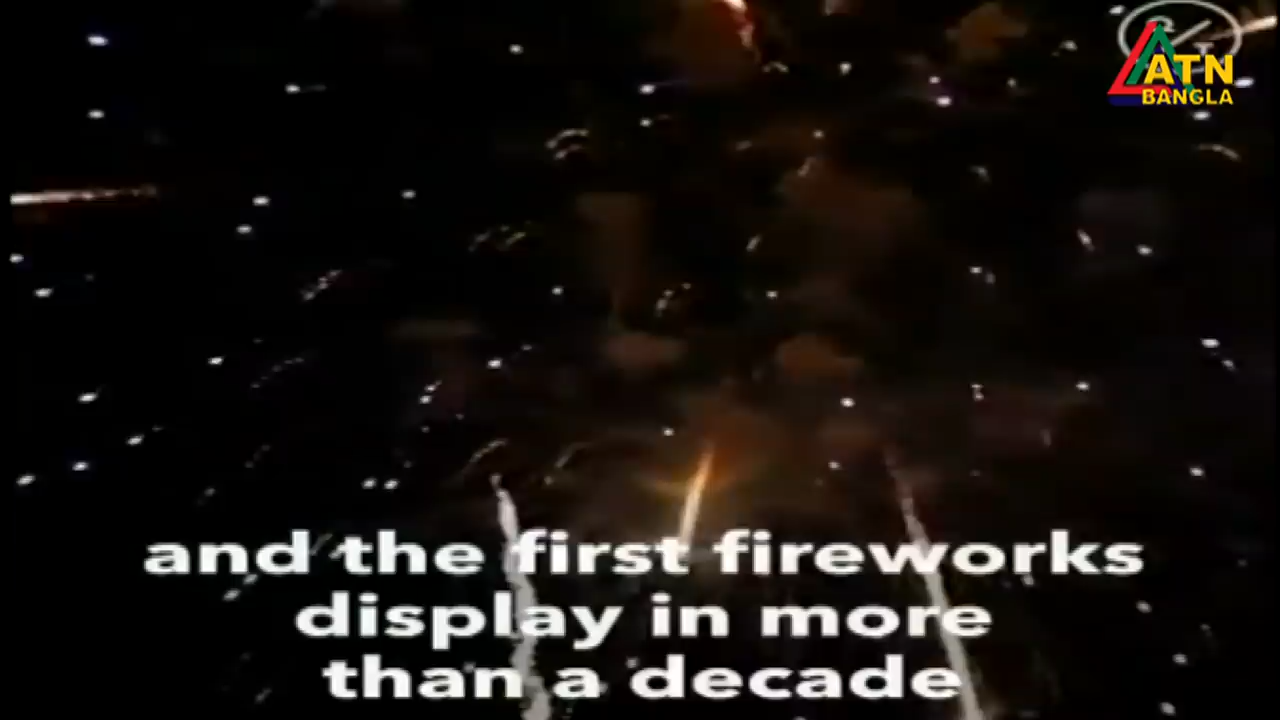 ATN
BANGLA
and the first fireworks
display in more
than a decade